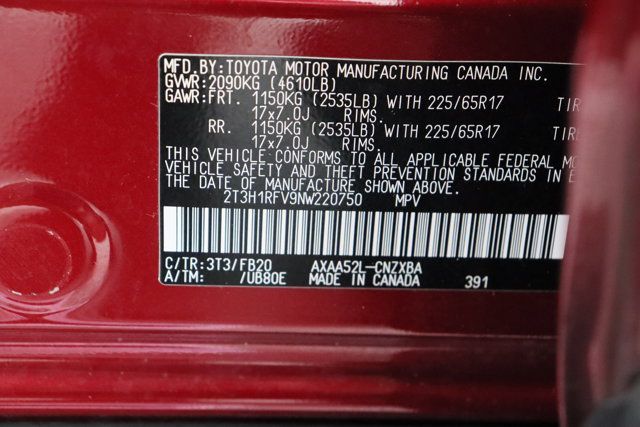 MFD.BY:TOYOTA MOTOR MANUFACTURING CANADA INC.
GVWR:2090KG (4610LB)
GAWR:FRT. 1150KG (2535LB) WITH 225/65R17 TIR
17x7.0J RIMS.
RR. 1150KG (2535LB) WITH 225/65R17 TIR
17x7.0J RIMS.
THIS VEHICLE CONFORMS TO ALL APPLICABLE FEDERAL MO
VEHICLE SAFETY AND THEFT PREVENTION STANDARDS IN E
THE DATE OF MANUFACTURE SHOWN ABOVE.
2T3H1RFV9NW220750 MPV
C/TR:3T3/FB20 AXAA52L-CNZXBA
A/TM: /UB80E MADE IN CANADA 391